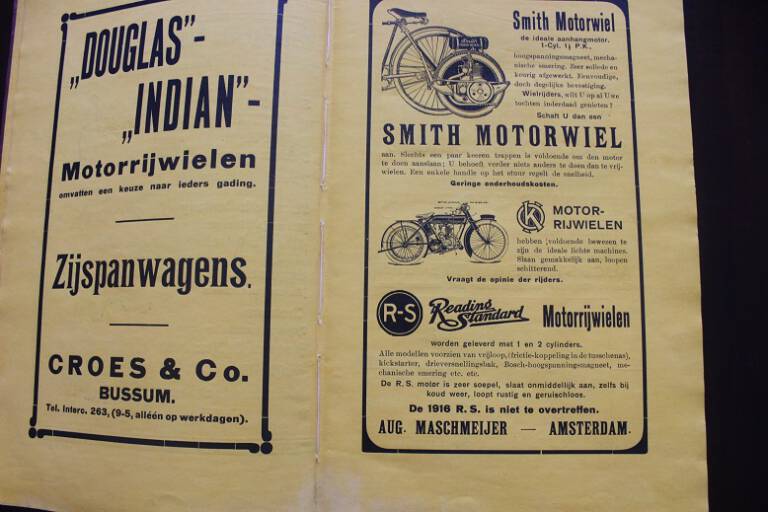 „DOUGLAS”-
„INDIAN”-
Motorrijwielen
omvatten een keuze naar ieders gading.
Zijspanwagens.
CROES & Co.
BUSSUM.
Tel. Interc. 263, (9-5, alléén op werkdagen).
Smith Motorwiel
de ideale aanhangmotor.
1-Cyl. 1½ P.K.,
hoogspanningsmagneet, mecha-
nische smering. Zeer soliede en
keurig afgewerkt. Eenvoudige,
doch degelijke bevestiging.
Wielrijders, wilt U op al Uwe
tochten inderdaad genieten?
Schaft U dan een
SMITH MOTORWIEL
aan. Slechts een paar keeren trappen is voldoende om den motor
te doen aanslaan; U behoeft verder niets anders te doen dan te vrij-
wielen. Een enkele handle op het stuur regelt de snelheid.
Geringe onderhoudskosten.
MOTOR-
RIJWIELEN
hebben voldoende bewezen te
zijn de ideale lichte machines.
Slaan gemakkelijk aan, loopen
schitterend.
Vraagt de opinie der rijders.
R-S Reading Standard Motorrijwielen
worden geleverd met 1 en 2 cylinders.
Alle modellen voorzien van vrijloop, (frictie-koppeling in de tusschenas),
kickstarter, drieversnellingsbak, Bosch-hoogspanningsmagneet, me-
chanische smering etc. etc.
De R.S. motor is zeer soepel, slaat onmiddellijk aan, zelfs bij
koud weer, loopt rustig en geruischloos.
De 1916 R.S. is niet te overtreffen.
AUG. MASCHMEIJER — AMSTERDAM.